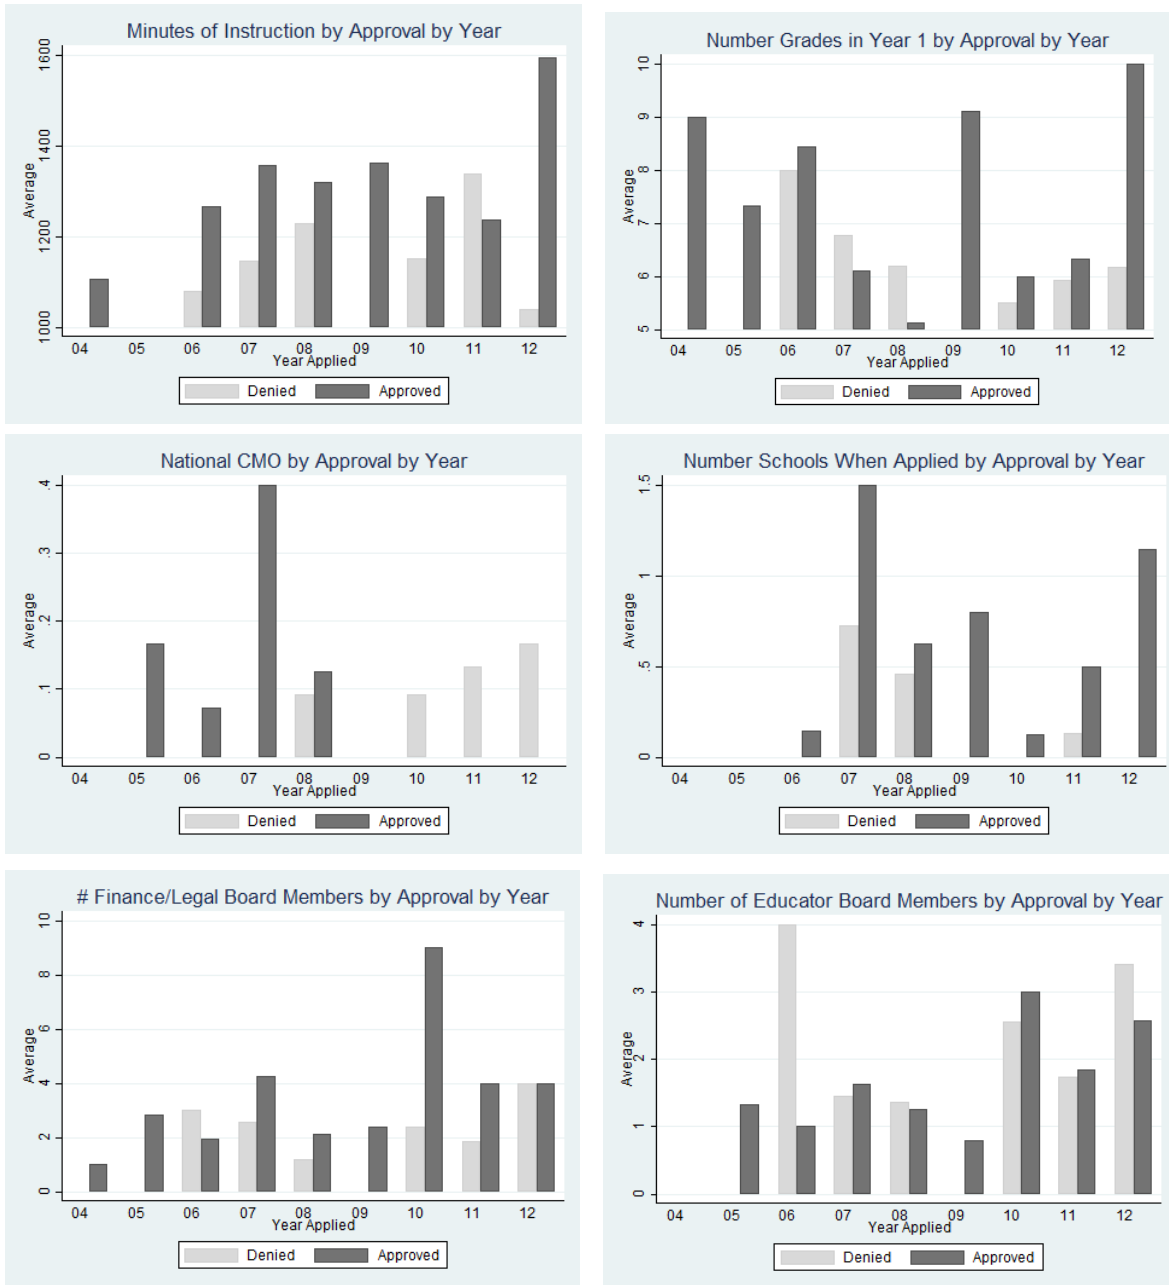 Minutes of Instruction by Approval by Year
Average
1600
1400
1200
1000
04 05 06 07 08 09 10 11 12
Year Applied
Denied Approved
Number Grades in Year 1 by Approval by Year
Average
10
9
8
7
6
5
04 05 06 07 08 09 10 11 12
Year Applied
Denied Approved
National CMO by Approval by Year
Average
.4
.3
.2
.1
0
04 05 06 07 08 09 10 11 12
Year Applied
Denied Approved
Number Schools When Applied by Approval by Year
Average
1.5
1
.5
0
04 05 06 07 08 09 10 11 12
Year Applied
Denied Approved
# Finance/Legal Board Members by Approval by Year
Average
10
8
6
4
2
0
04 05 06 07 08 09 10 11 12
Year Applied
Denied Approved
Number of Educator Board Members by Approval by Year
Average
4
3
2
1
0
04 05 06 07 08 09 10 11 12
Year Applied
Denied Approved